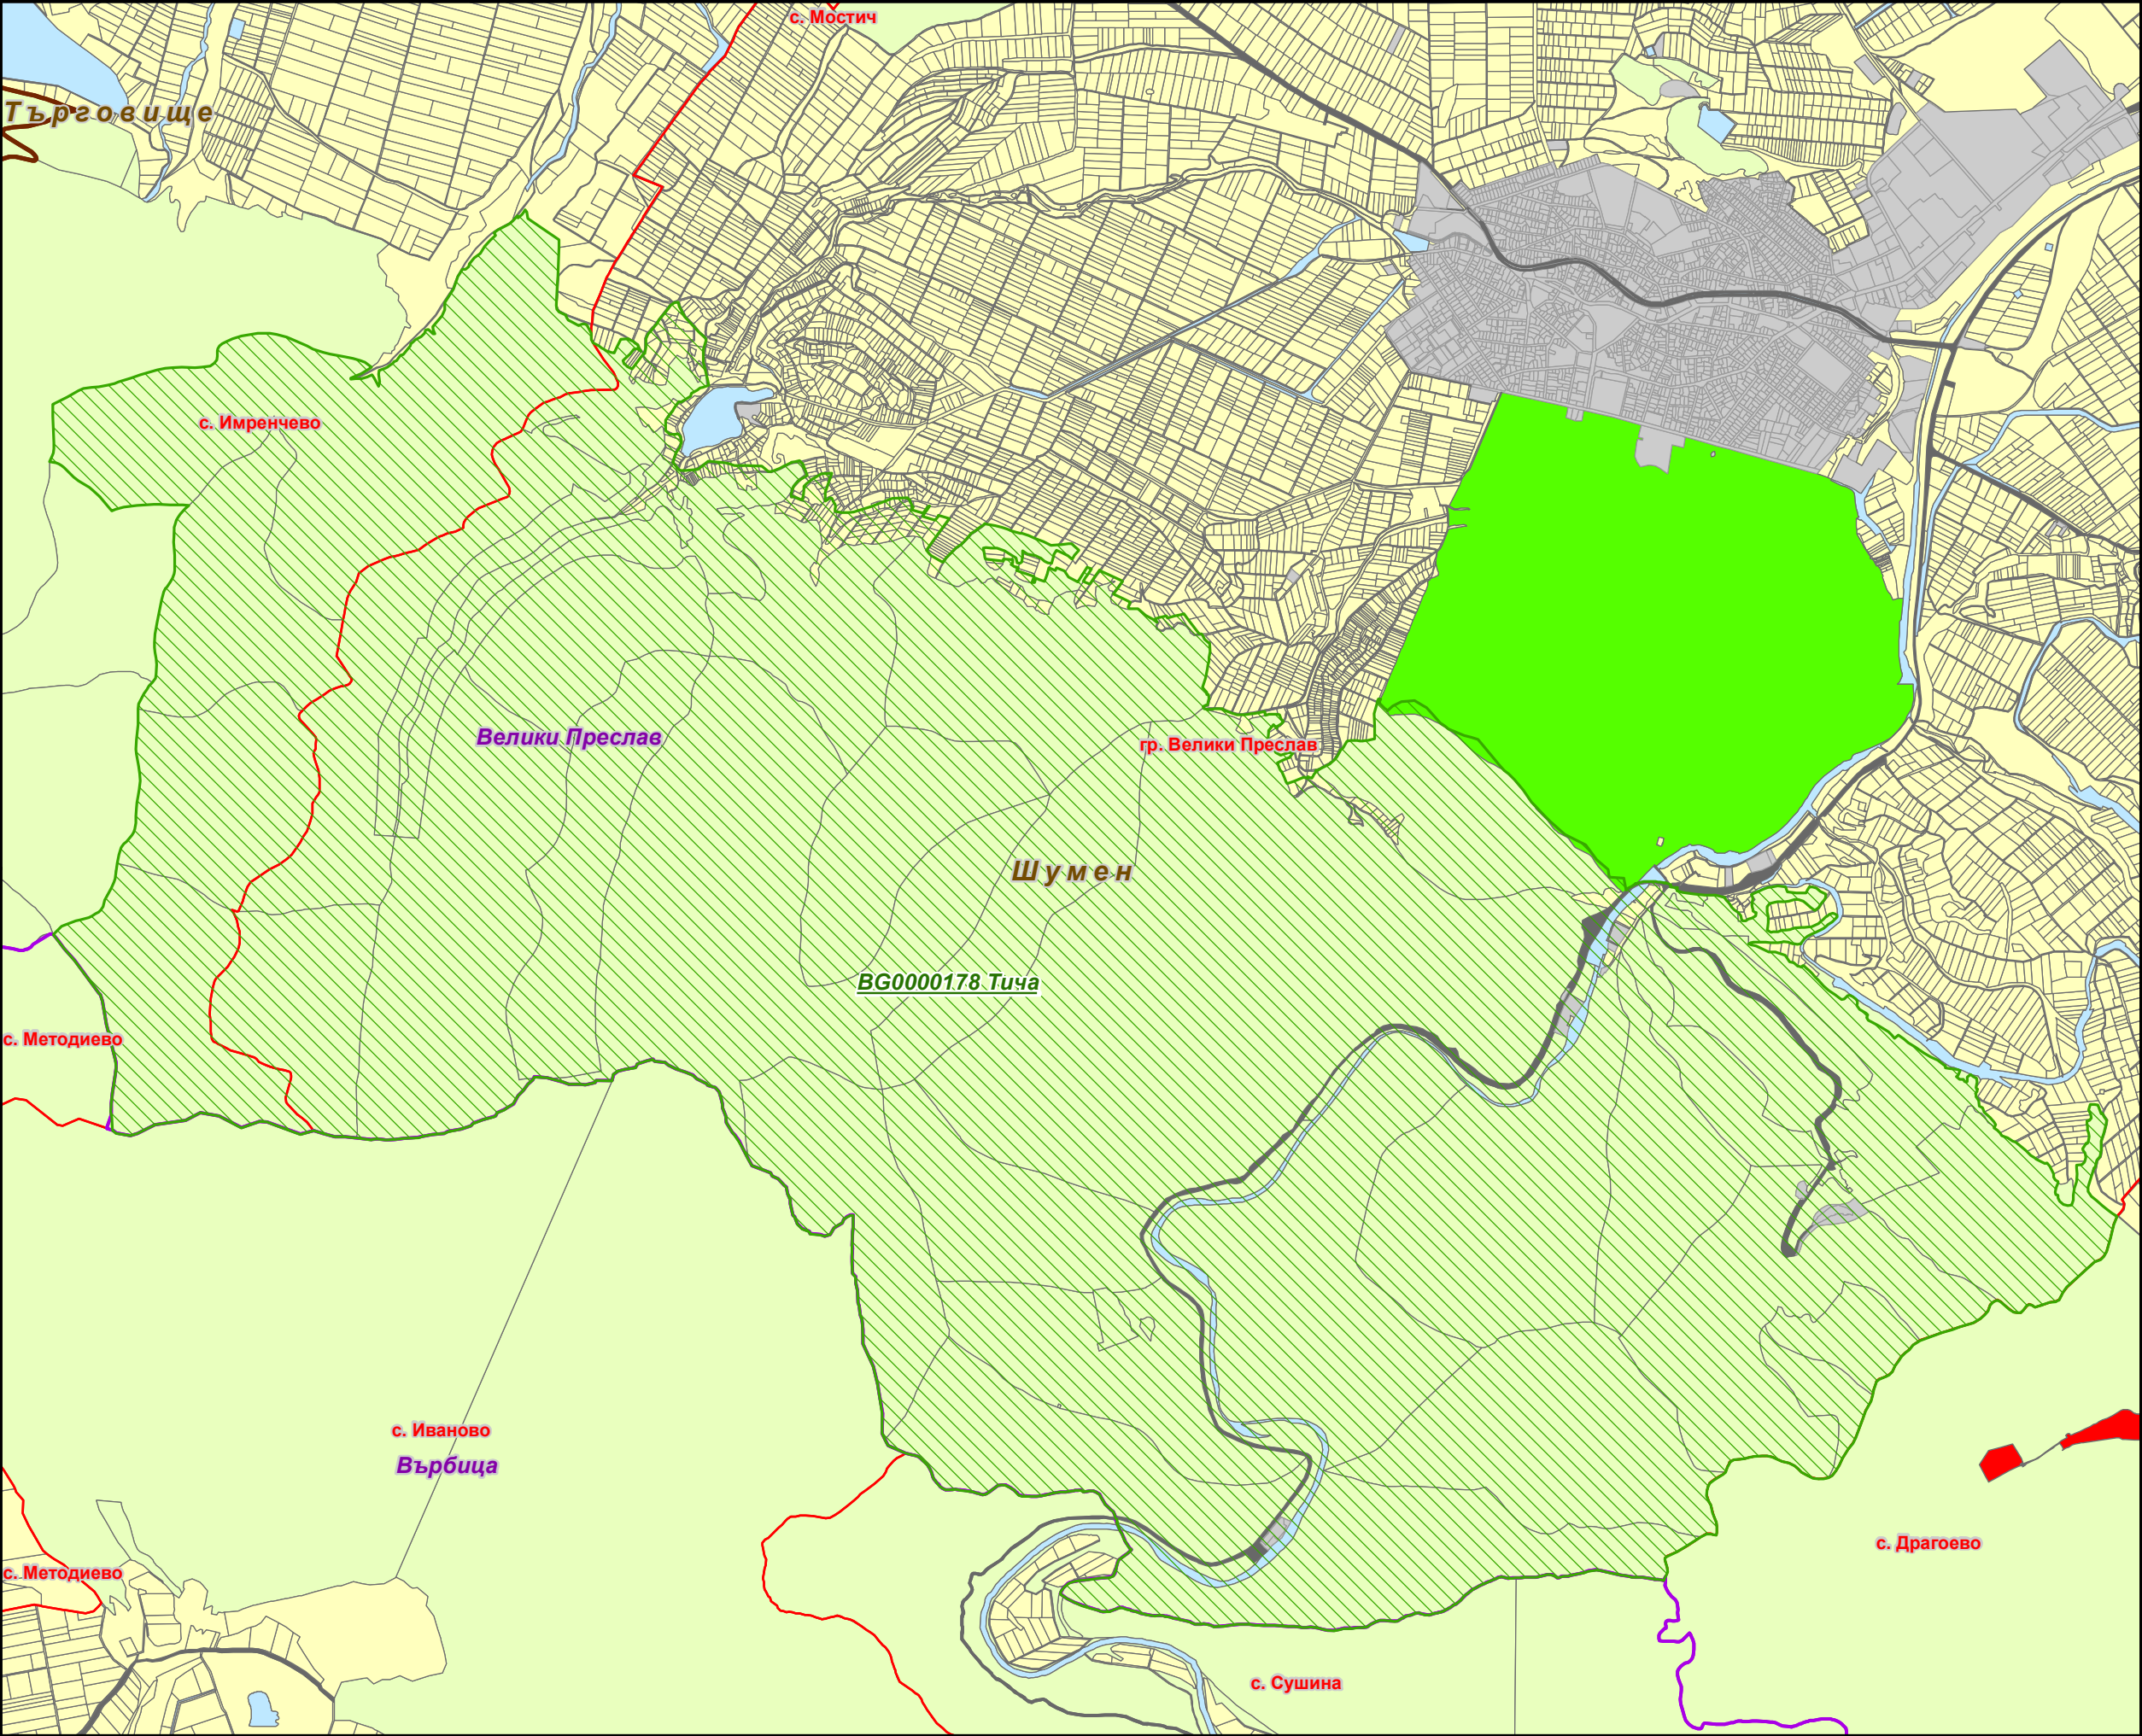 с. Мостич
Търговище
с. Имренчево
Велики Преслав
гр. Велики Преслав
Шумен
BG0000178 Тича
с. Методиево
с. Иваново
Върбица
с. Драгоево
с. Методиево
с. Сушина